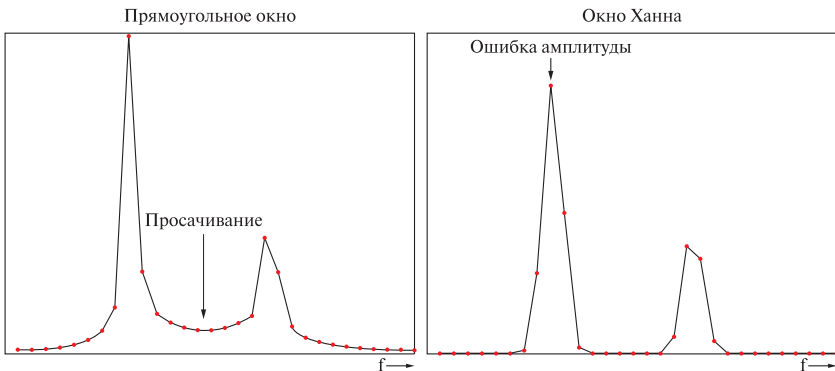 Прямоугольное окно
Просачивание
f
Окно Ханна
Ошибка амплитуды
f